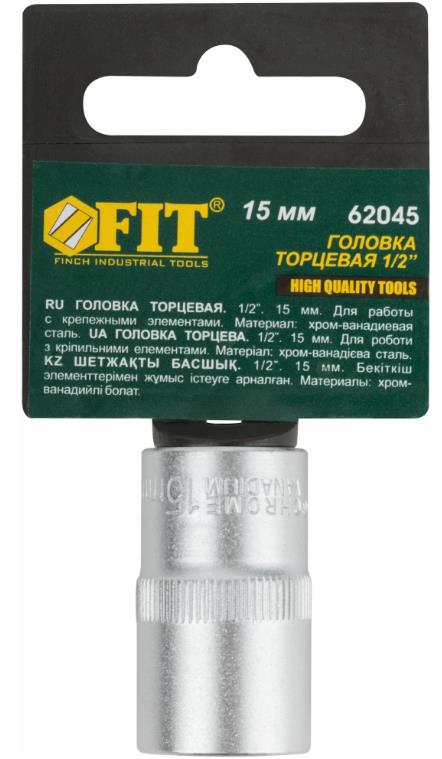 FIT®
FINCH INDUSTRIAL TOOLS
15 мм 62045
ГОЛОВКА
ТОРЦЕВАЯ 1/2”
HIGH QUALITY TOOLS
RU ГОЛОВКА ТОРЦЕВАЯ. 1/2”. 15 мм. Для работы
с крепежными элементами. Материал: хром-ванадиевая
сталь. UA ГОЛОВКА ТОРЦЕВА. 1/2”. 15 мм. Для роботи
з кріпильними елементами. Матеріал: хром-ванадієва сталь.
KZ ШЕТЖАҚТЫ БАСШЫҚ. 1/2”. 15 мм. Бекіткіш
элементтерімен жұмыс істеуге арналған. Материалы: хром-
ванадийлі болат.
CHROME
VANADIUM
15m